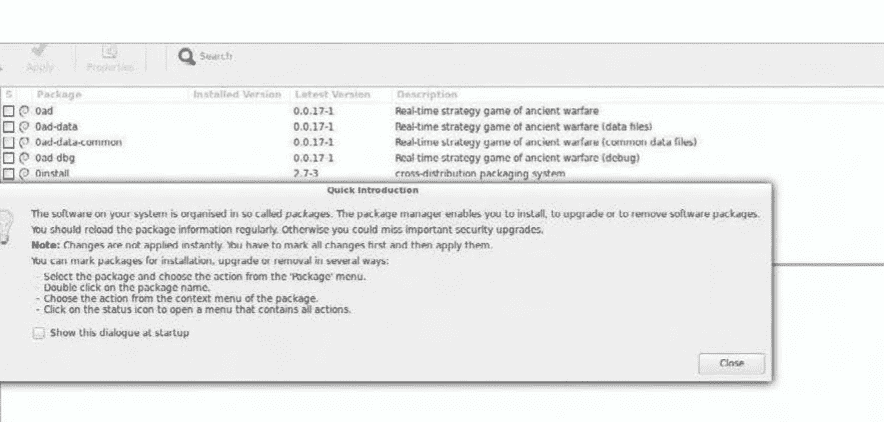 Apply Properties Search
S Package Installed Version Latest Version Description
0ad 0.0.17-1 Real-time strategy game of ancient warfare
0ad-data 0.0.17-1 Real-time strategy game of ancient warfare (data files)
0ad-data-common 0.0.17-1 Real-time strategy game of ancient warfare (common data files)
0ad dbg 0.0.17 1 Real time strategy game of ancient warfare (debug)
0install 2.7-3 cross-distribution packaging system
Quick Introduction
The software on your system is organised in so called packages. The package manager enables you to install, to upgrade or to remove software packages.
You should reload the package information regularly. Otherwise you could miss important security upgrades.
Note: Changes are not applied instantly. You have to mark all changes first and then apply them.
You can mark packages for installation, upgrade or removal in several ways:
- Select the package and choose the action from the 'Package' menu.
Double click on the package name.
- Choose the action from the context menu of the package.
- Click on the status icon to open a menu that contains all actions.
Show this dialogue at startup
Close